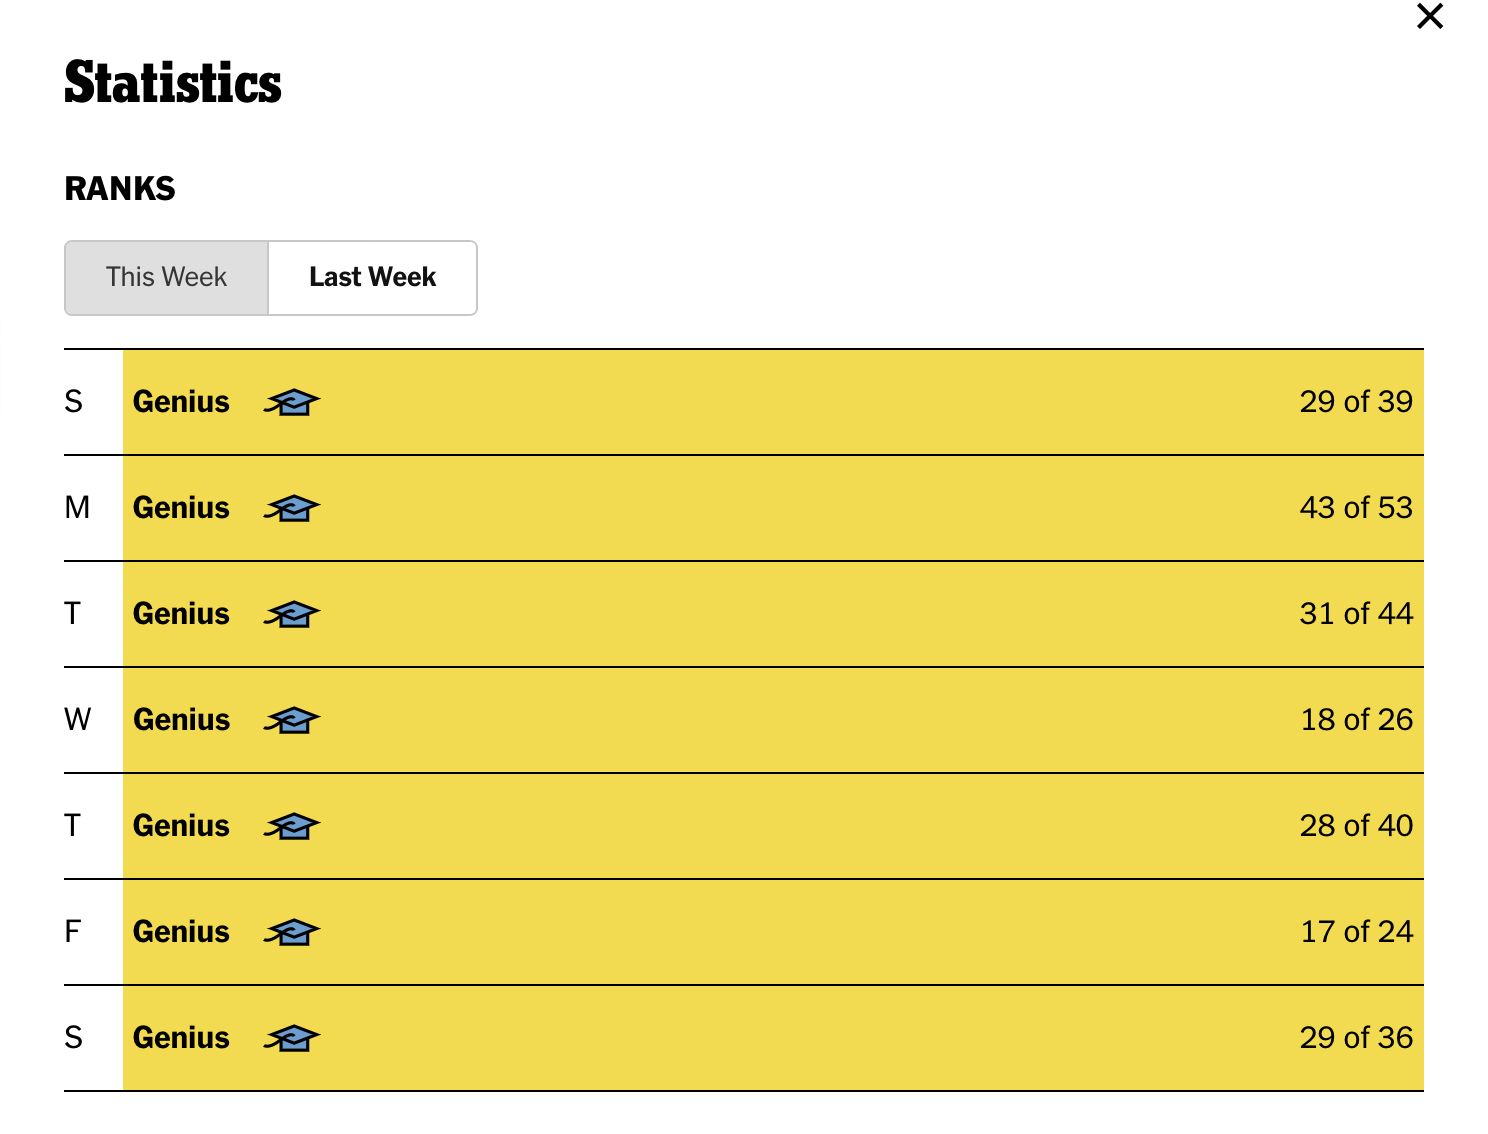 Statistics
RANKS
This Week Last Week
S Genius 29 of 39
M Genius 43 of 53
T Genius 31 of 44
W Genius 18 of 26
T Genius 28 of 40
F Genius 17 of 24
S Genius 29 of 36